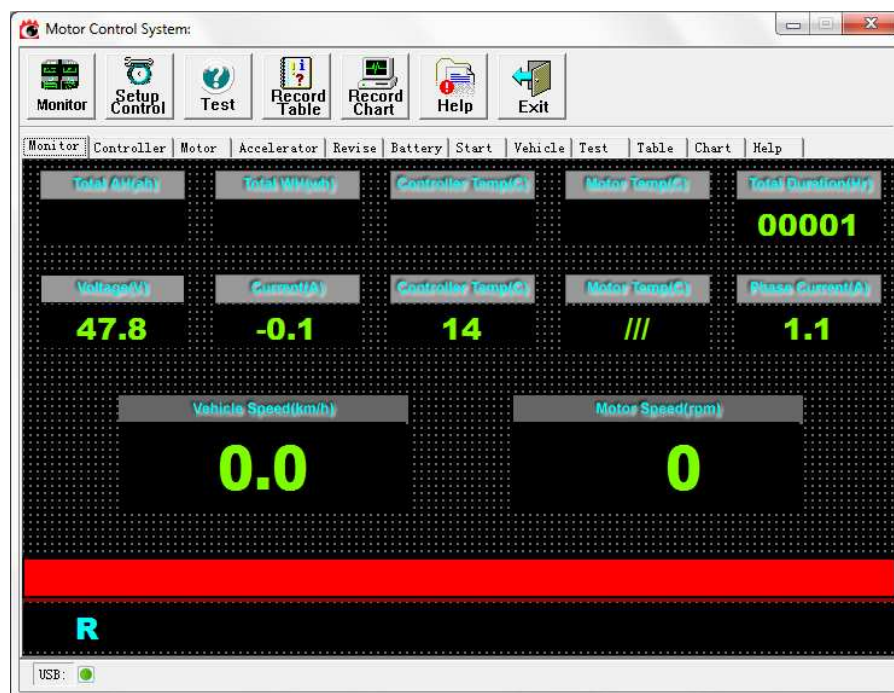 Motor Control System:
Monitor Setup Control Test Record Table Record Chart Help Exit
Monitor Controller Motor Accelerator Revise Battery Start Vehicle Test Table Chart Help
Total AH(ah) Total WH(wh) Controller Temp(C) Motor Temp(C) Total Duration(Hr)
00001
Voltage(V) Current(A) Controller Temp(C) Motor Temp(C) Phase Current(A)
47.8 -0.1 14 /// 1.1
Vehicle Speed(km/h) Motor Speed(rpm)
0.0 0
R
USB: